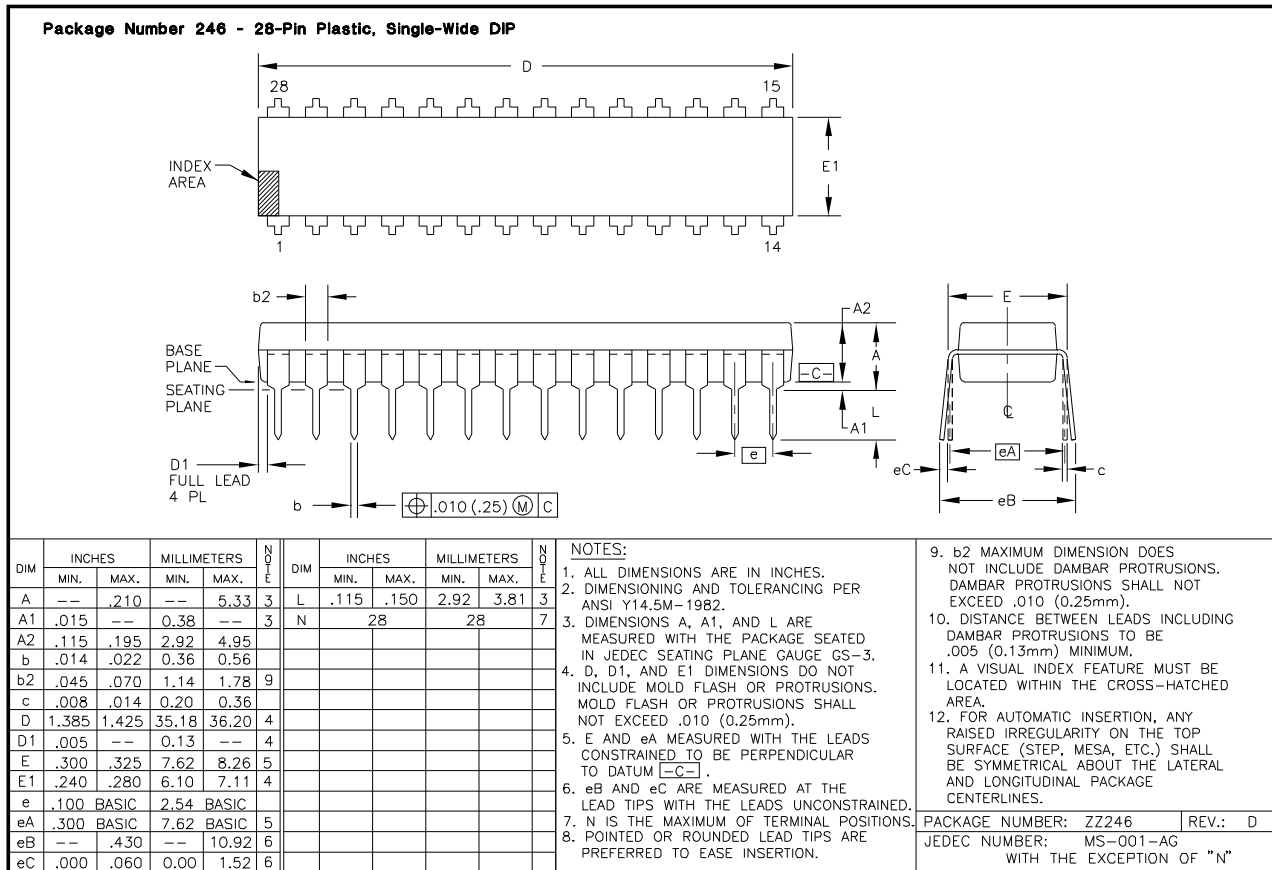 Package Number 246 - 28-Pin Plastic, Single-Wide DIP
D
28
15
INDEX
AREA
E1
1
14
b2
A2
E
BASE
PLANE
A
-C-
SEATING
PLANE
L
℄
A1
e
eA
D1
FULL LEAD
4 PL
eC
c
b
.010 (.25) Ⓜ C
eB
DIM INCHES MILLIMETERS NOTE DIM INCHES MILLIMETERS NOTE
MIN. MAX. MIN. MAX. MIN. MAX. MIN. MAX.
A -- .210 -- 5.33 3 L .115 .150 2.92 3.81 3
A1 .015 -- 0.38 -- 3 N 28 28 7
A2 .115 .195 2.92 4.95
b .014 .022 0.36 0.56
b2 .045 .070 1.14 1.78 9
c .008 .014 0.20 0.36
D 1.385 1.425 35.18 36.20 4
D1 .005 -- 0.13 -- 4
E .300 .325 7.62 8.26 5
E1 .240 .280 6.10 7.11 4
e .100 BASIC 2.54 BASIC
eA .300 BASIC 7.62 BASIC 5
eB -- .430 -- 10.92 6
eC .000 .060 0.00 1.52 6
NOTES:
1. ALL DIMENSIONS ARE IN INCHES.
2. DIMENSIONING AND TOLERANCING PER
ANSI Y14.5M-1982.
3. DIMENSIONS A, A1, AND L ARE
MEASURED WITH THE PACKAGE SEATED
IN JEDEC SEATING PLANE GAUGE GS-3.
4. D, D1, AND E1 DIMENSIONS DO NOT
INCLUDE MOLD FLASH OR PROTRUSIONS.
MOLD FLASH OR PROTRUSIONS SHALL
NOT EXCEED .010 (0.25mm).
5. E AND eA MEASURED WITH THE LEADS
CONSTRAINED TO BE PERPENDICULAR
TO DATUM -C- .
6. eB AND eC ARE MEASURED AT THE
LEAD TIPS WITH THE LEADS UNCONSTRAINED.
7. N IS THE MAXIMUM OF TERMINAL POSITIONS.
8. POINTED OR ROUNDED LEAD TIPS ARE
PREFERRED TO EASE INSERTION.
9. b2 MAXIMUM DIMENSION DOES
NOT INCLUDE DAMBAR PROTRUSIONS.
DAMBAR PROTRUSIONS SHALL NOT
EXCEED .010 (0.25mm).
10. DISTANCE BETWEEN LEADS INCLUDING
DAMBAR PROTRUSIONS TO BE
.005 (0.13mm) MINIMUM.
11. A VISUAL INDEX FEATURE MUST BE
LOCATED WITHIN THE CROSS-HATCHED
AREA.
12. FOR AUTOMATIC INSERTION, ANY
RAISED IRREGULARITY ON THE TOP
SURFACE (STEP, MESA, ETC.) SHALL
BE SYMMETRICAL ABOUT THE LATERAL
AND LONGITUDINAL PACKAGE
CENTERLINES.
PACKAGE NUMBER: ZZ246 REV.: D
JEDEC NUMBER: MS-001-AG
WITH THE EXCEPTION OF "N"